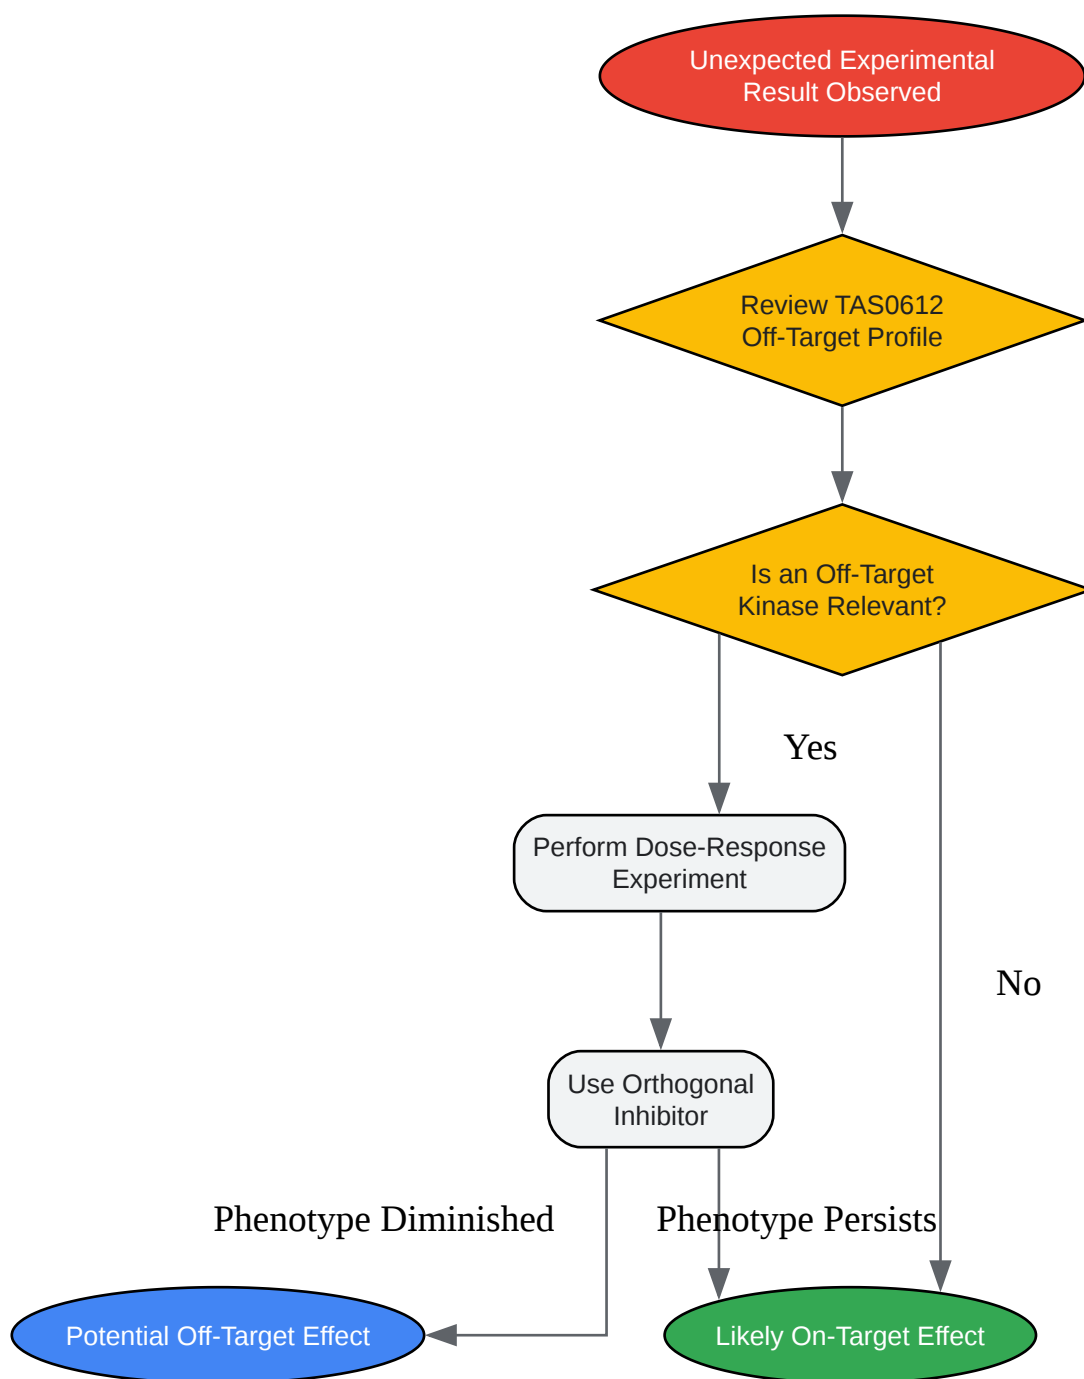 Unexpected Experimental
Result Observed
Review TAS0612
Off-Target Profile
Is an Off-Target
Kinase Relevant?
Yes
Perform Dose-Response
Experiment
No
Use Orthogonal
Inhibitor
Phenotype Diminished
Phenotype Persists
Potential Off-Target Effect
Likely On-Target Effect